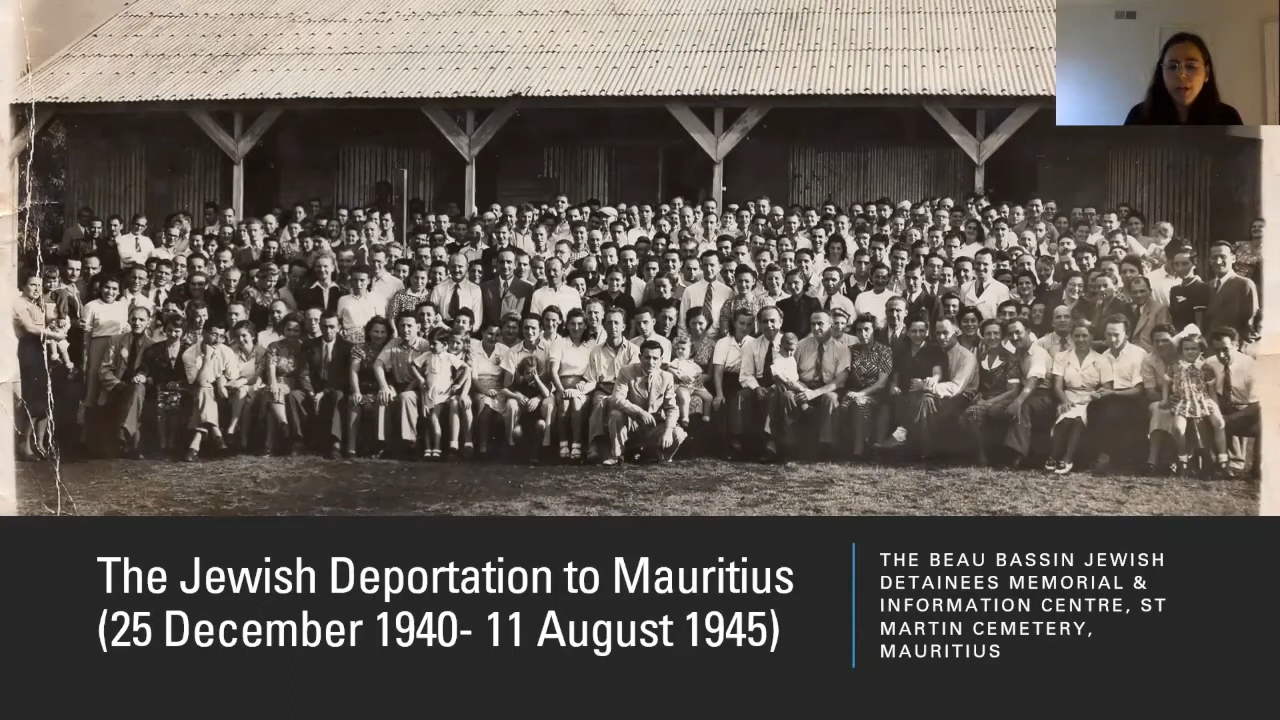 The Jewish Deportation to Mauritius
(25 December 1940- 11 August 1945)
THE BEAU BASSIN JEWISH
DETAINEES MEMORIAL &
INFORMATION CENTRE, ST
MARTIN CEMETERY,
MAURITIUS